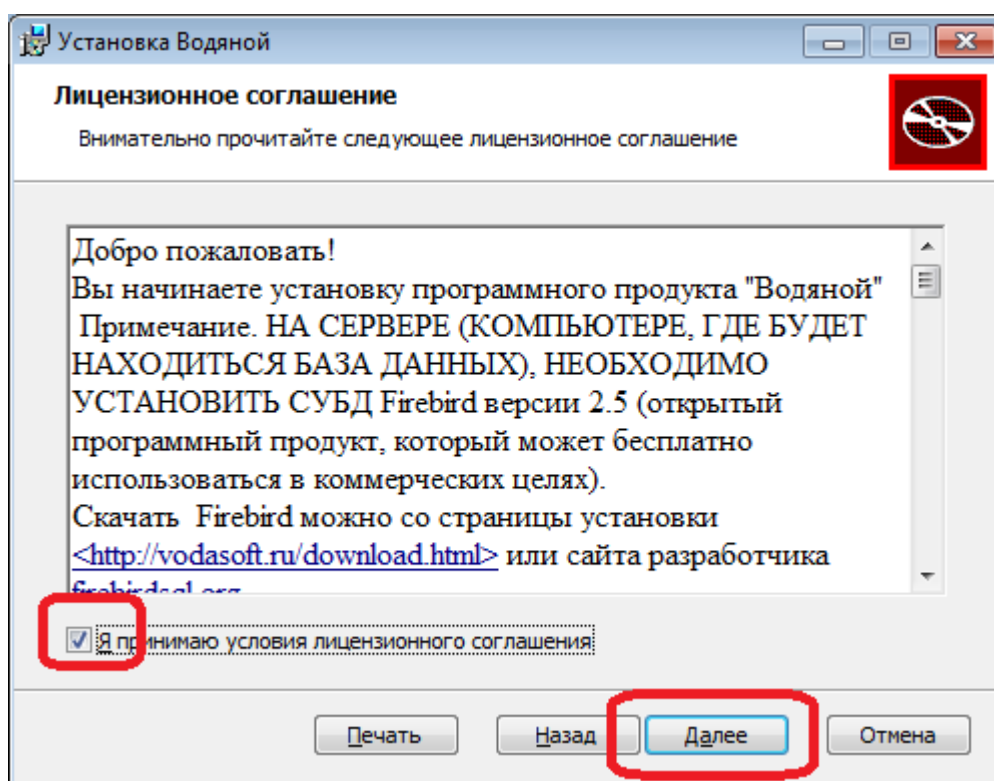 Установка Водяной
Лицензионное соглашение
Внимательно прочитайте следующее лицензионное соглашение
Добро пожаловать!
Вы начинаете установку программного продукта "Водяной"
Примечание. НА СЕРВЕРЕ (КОМПЬЮТЕРЕ, ГДЕ БУДЕТ
НАХОДИТЬСЯ БАЗА ДАННЫХ), НЕОБХОДИМО
УСТАНОВИТЬ СУБД Firebird версии 2.5 (открытый
программный продукт, который может бесплатно
использоваться в коммерческих целях).
Скачать  Firebird можно со страницы установки
<http://vodasoft.ru/download.html> или сайта разработчика
firebirdsql.org
Я принимаю условия лицензионного соглашения
Печать
Назад
Далее
Отмена